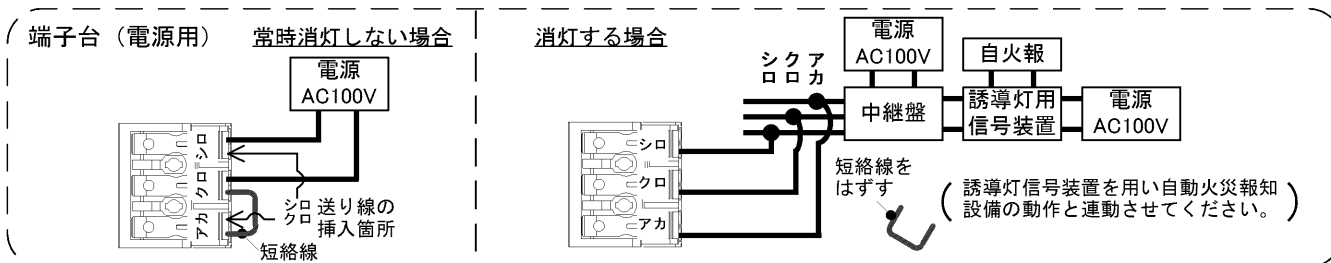 端子台（電源用）
常時消灯しない場合
電源
AC100V
シロ
クロ
アカ
シロ
クロ
送り線の
挿入箇所
短絡線
消灯する場合
シロ
クロ
アカ
電源
AC100V
自火報
中継盤
誘導灯用
信号装置
電源
AC100V
シロ
クロ
アカ
短絡線を
はずす
（誘導灯信号装置を用い自動火災報知
設備の動作と連動させてください。）